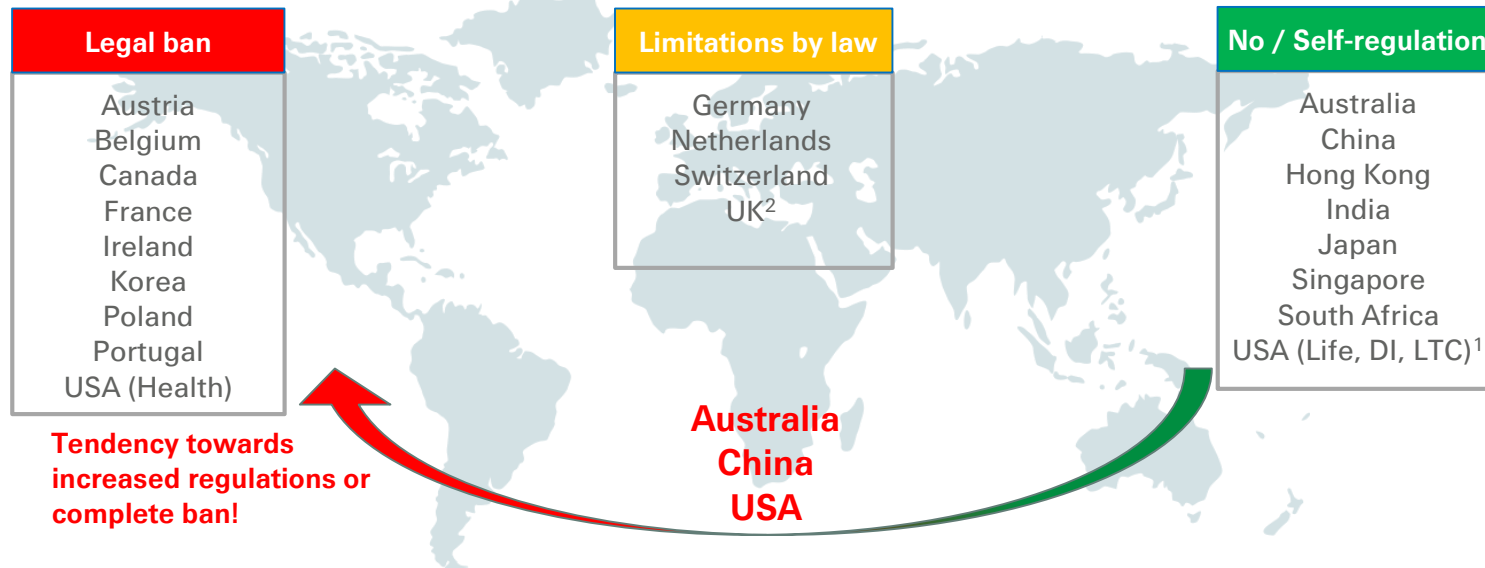 Legal ban
Austria
Belgium
Canada
France
Ireland
Korea
Poland
Portugal
USA (Health)
Tendency towards
increased regulations or
complete ban!
Limitations by law
Germany
Netherlands
Switzerland
UK²
Australia
China
USA
No / Self-regulation
Australia
China
Hong Kong
India
Japan
Singapore
South Africa
USA (Life, DI, LTC)¹